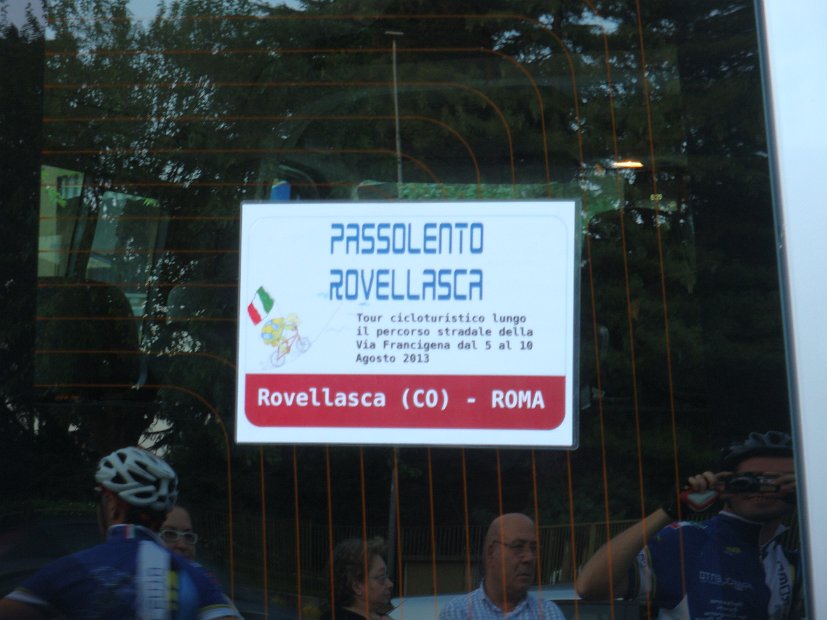 PASSOLENTO
ROVELLASCA
Tour cicloturistico lungo
il percorso stradale della
Via Francigena dal 5 al 10
Agosto 2013
Rovellasca (CO) - ROMA